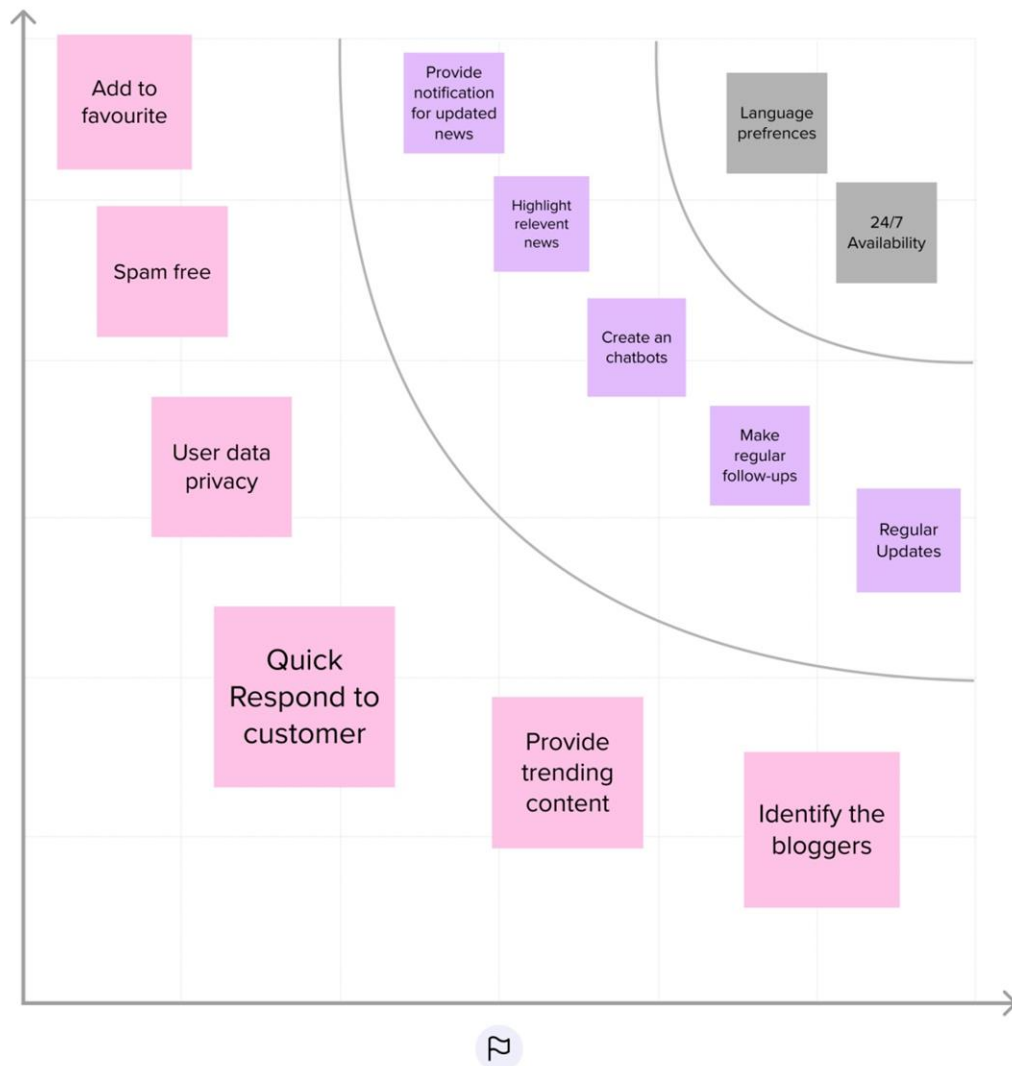 Add to
favourite
Provide
notification
for updated
news
Language
prefrences
Highlight
relevent
news
24/7
Availability
Spam free
Create an
chatbots
User data
privacy
Make
regular
follow-ups
Regular
Updates
Quick
Respond to
customer
Provide
trending
content
Identify the
bloggers